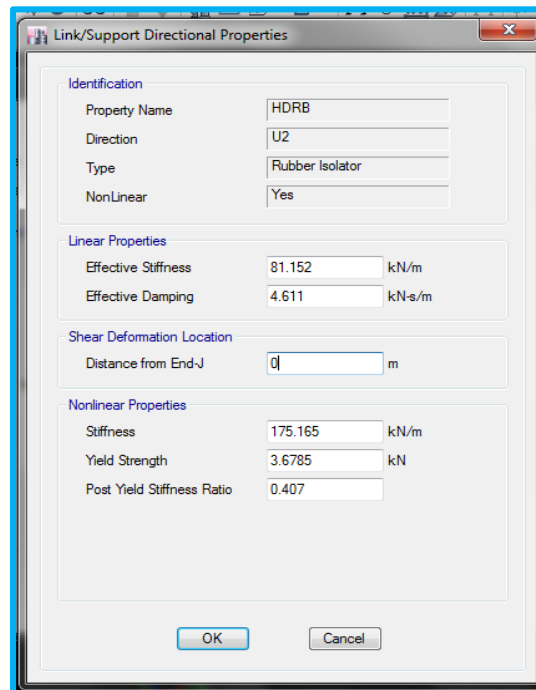 Link/Support Directional Properties
Identification
Property Name HDRB
Direction U2
Type Rubber Isolator
NonLinear Yes
Linear Properties
Effective Stiffness 81.152 kN/m
Effective Damping 4.611 kN-s/m
Shear Deformation Location
Distance from End-J 0 m
Nonlinear Properties
Stiffness 175.165 kN/m
Yield Strength 3.6785 kN
Post Yield Stiffness Ratio 0.407
OK Cancel